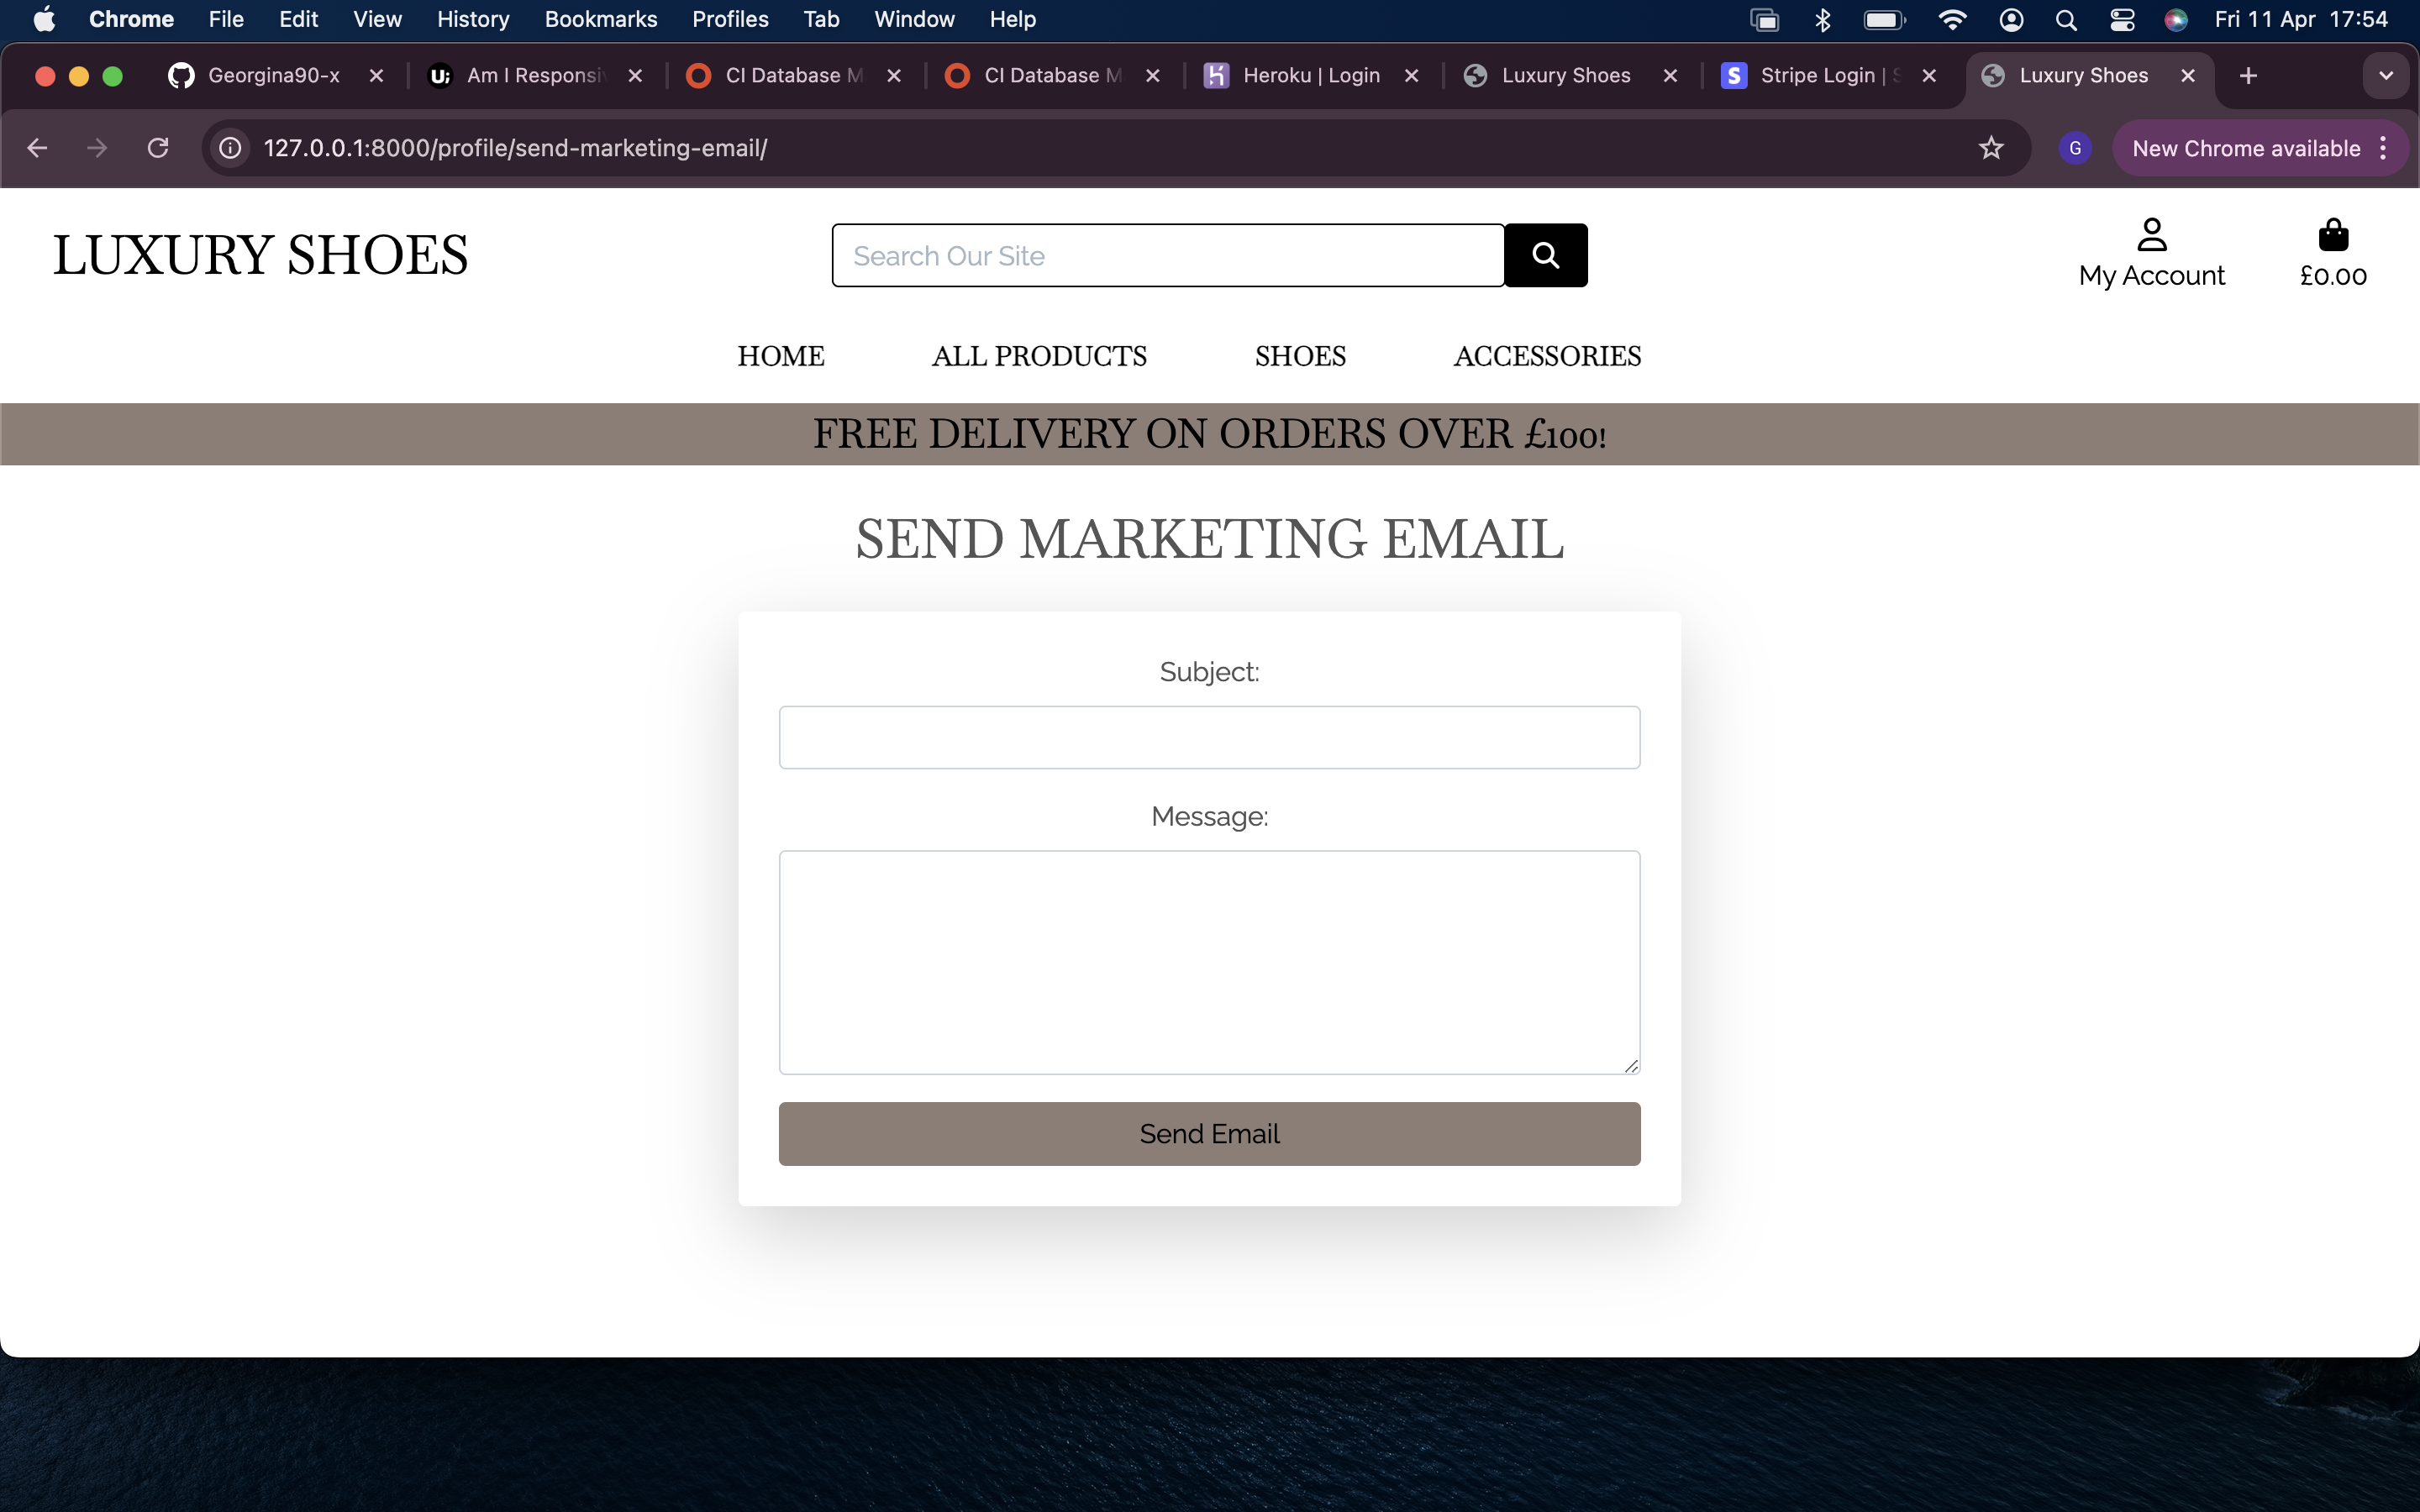 Chrome File Edit View History Bookmarks Profiles Tab Window Help Fri 11 Apr 17:54
Georgina90-x U; Am I Responsi CI Database M CI Database M Heroku | Login Luxury Shoes S Stripe Login | S Luxury Shoes
127.0.0.1:8000/profile/send-marketing-email/ G New Chrome available
LUXURY SHOES Search Our Site My Account £0.00
HOME ALL PRODUCTS SHOES ACCESSORIES
FREE DELIVERY ON ORDERS OVER £100!
SEND MARKETING EMAIL
Subject:
Message:
Send Email